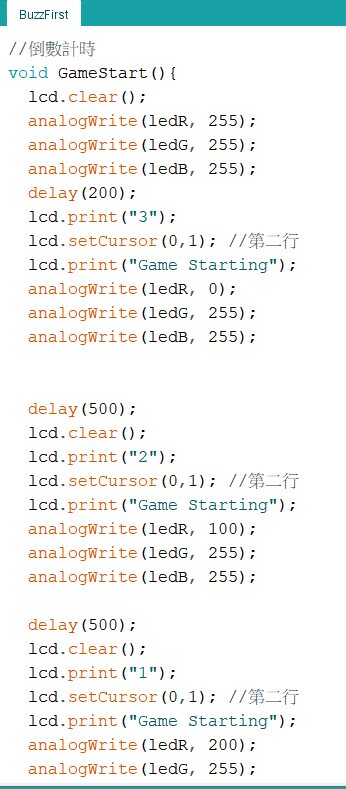 BuzzFirst
//倒數計時
void GameStart(){
lcd.clear();
analogWrite(ledR, 255);
analogWrite(ledG, 255);
analogWrite(ledB, 255);
delay(200);
lcd.print("3");
lcd.setCursor(0,1); //第二行
lcd.print("Game Starting");
analogWrite(ledR, 0);
analogWrite(ledG, 255);
analogWrite(ledB, 255);
delay(500);
lcd.clear();
lcd.print("2");
lcd.setCursor(0,1); //第二行
lcd.print("Game Starting");
analogWrite(ledR, 100);
analogWrite(ledG, 255);
analogWrite(ledB, 255);
delay(500);
lcd.clear();
lcd.print("1");
lcd.setCursor(0,1); //第二行
lcd.print("Game Starting");
analogWrite(ledR, 200);
analogWrite(ledG, 255);